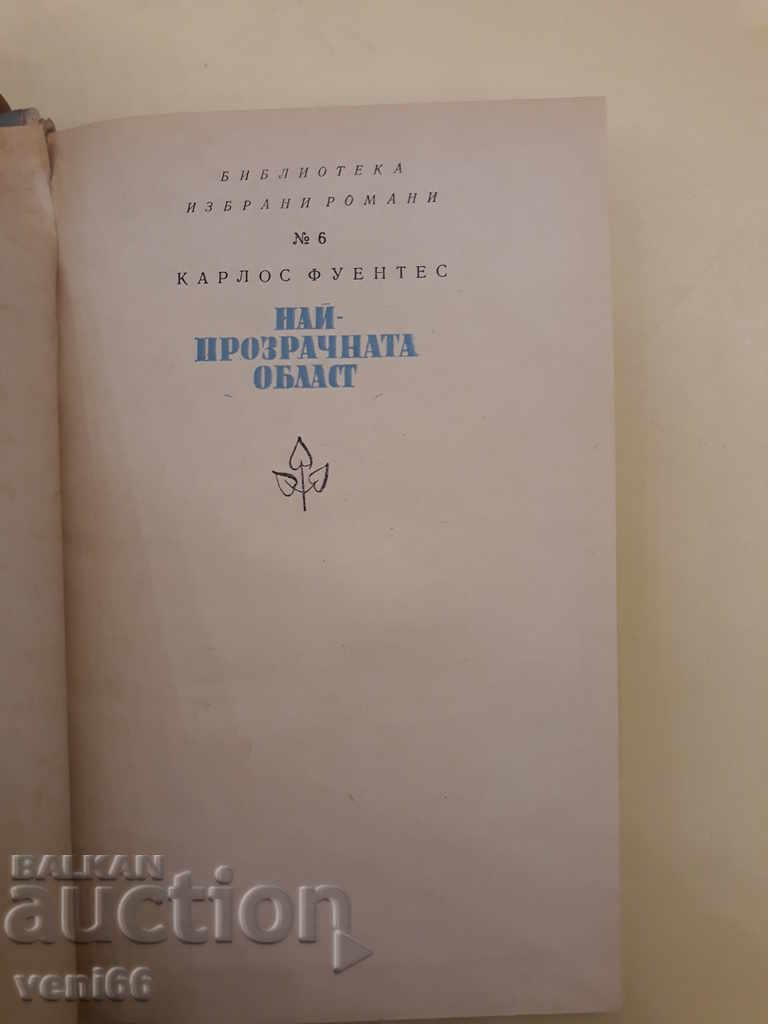 БИБЛИОТЕКА
ИЗБРАНИ РОМАНИ
№ 6
КАРЛОС ФУЕНТЕС
НАЙ-
ПРОЗРАЧНАТА
ОБЛАСТ
BALKAN
auction
veni66